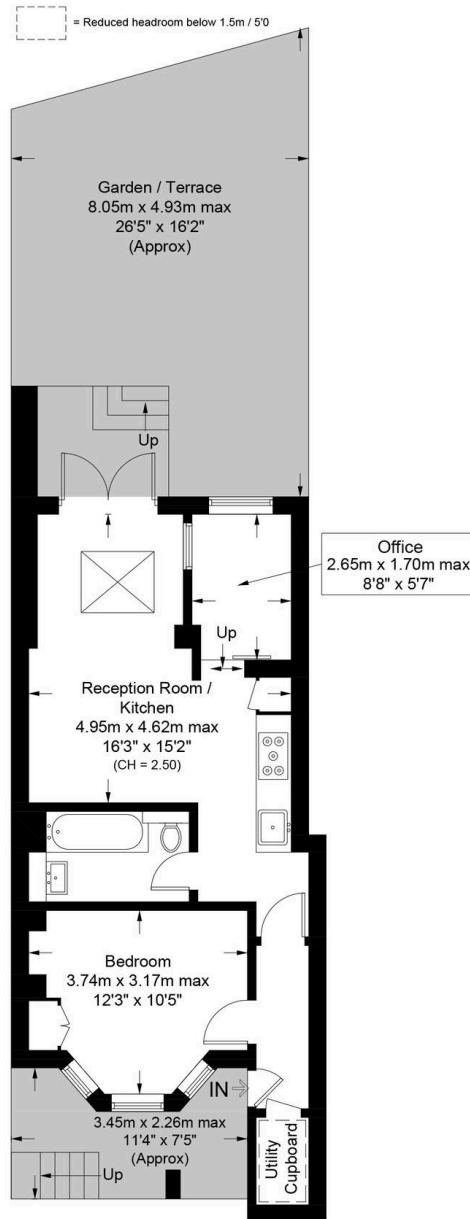 = Reduced headroom below 1.5m / 5'0
Garden / Terrace
8.05m x 4.93m max
26'5" x 16'2"
(Approx)
Up
Office
2.65m x 1.70m max
8'8" x 5'7"
Up
Reception Room /
Kitchen
4.95m x 4.62m max
16'3" x 15'2"
(CH = 2.50)
Bedroom
3.74m x 3.17m max
12'3" x 10'5"
IN
3.45m x 2.26m max
11'4" x 7'5"
(Approx)
Up
Utility
Cupboard